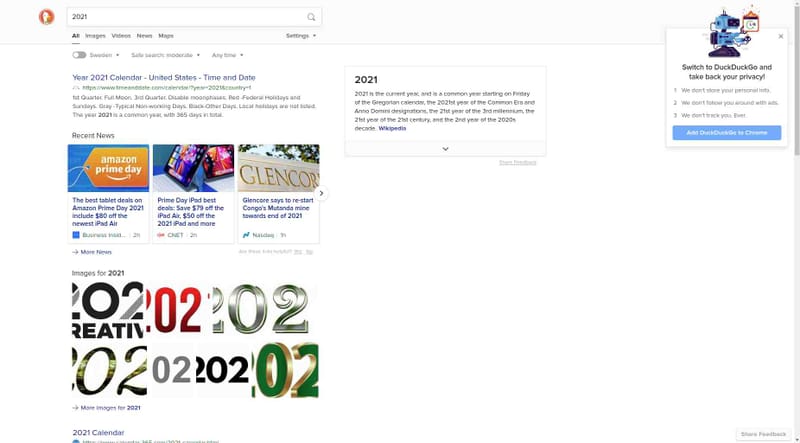 2021
All Images Videos News Maps Settings
Sweden Safe search: moderate Any time
Year 2021 Calendar - United States - Time and Date
https://www.timeanddate.com/calendar/?year=2021&country=1
1st Quarter. Full Moon. 3rd Quarter. Disable moonphases. Red -Federal Holidays and
Sundays. Gray -Typical Non-working Days. Black-Other Days. Local holidays are not listed.
The year 2021 is a common year, with 365 days in total.
Recent News
amazon
prime day
GLENCOR
The best tablet deals on
Amazon Prime Day 2021
include $80 off the
newest iPad Air
Business Insid... 2h
Prime Day iPad best
deals: Save $79 off the
iPad Air, $50 off the
2021 iPad and more
CNET 2h
Glencore says to re-start
Congo's Mutanda mine
towards end of 2021
Nasdaq 1h
More News
Are these links helpful? Yes No
Images for 2021
202
REATIV
202
202
202
02
202
02
More Images for 2021
2021 Calendar
2021
2021 is the current year, and is a common year starting on Friday
of the Gregorian calendar, the 2021st year of the Common Era and
Anno Domini designations, the 21st year of the 3rd millennium, the
21st year of the 21st century, and the 2nd year of the 2020s
decade. Wikipedia
Share Feedback
Switch to DuckDuckGo and
take back your privacy!
1 We don't store your personal info.
2 We don't follow you around with ads.
3 We don't track you. Ever.
Add DuckDuckGo to Chrome
Share Feedback